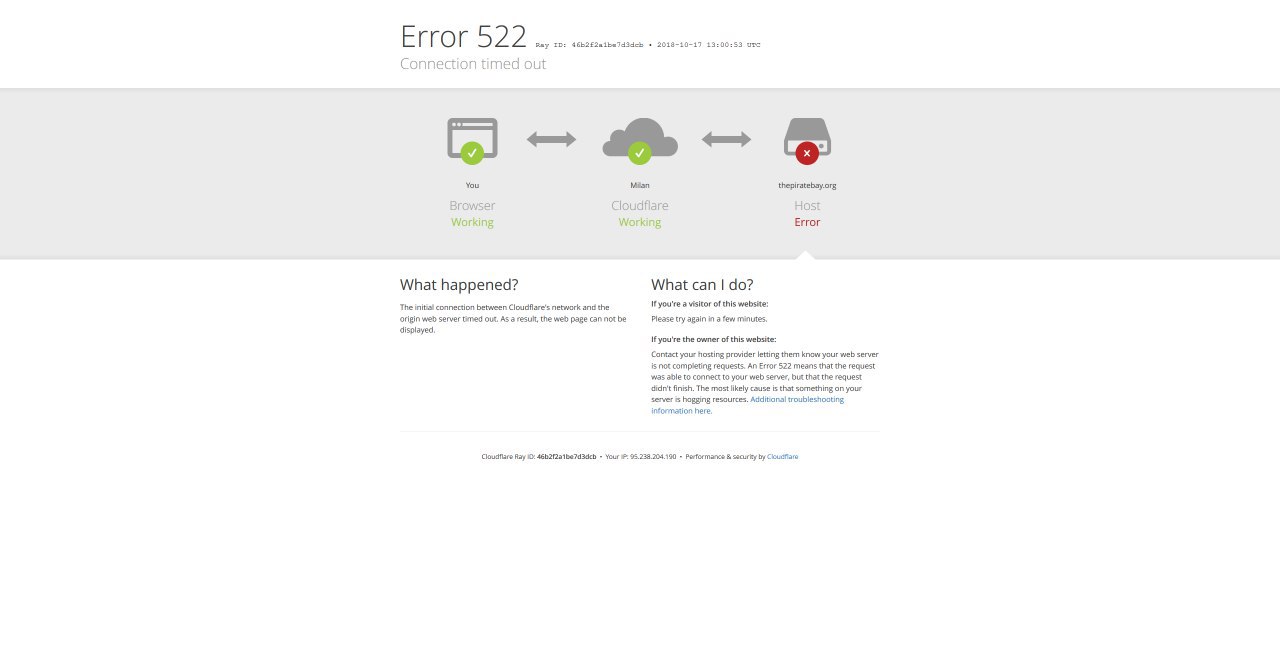 Error 522 Ray ID: 46b2f2a1be7d3dcb • 2018-10-17 13:00:53 UTC
Connection timed out
You
Browser
Working
Milan
Cloudflare
Working
thepiratebay.org
Host
Error
What happened?
The initial connection between Cloudflare's network and the
origin web server timed out. As a result, the web page can not be
displayed.
What can I do?
If you're a visitor of this website:
Please try again in a few minutes.
If you're the owner of this website:
Contact your hosting provider letting them know your web server
is not completing requests. An Error 522 means that the request
was able to connect to your web server, but that the request
didn't finish. The most likely cause is that something on your
server is hogging resources. Additional troubleshooting
information here.
Cloudflare Ray ID: 46b2f2a1be7d3dcb • Your IP: 95.238.204.190 • Performance & security by Cloudflare